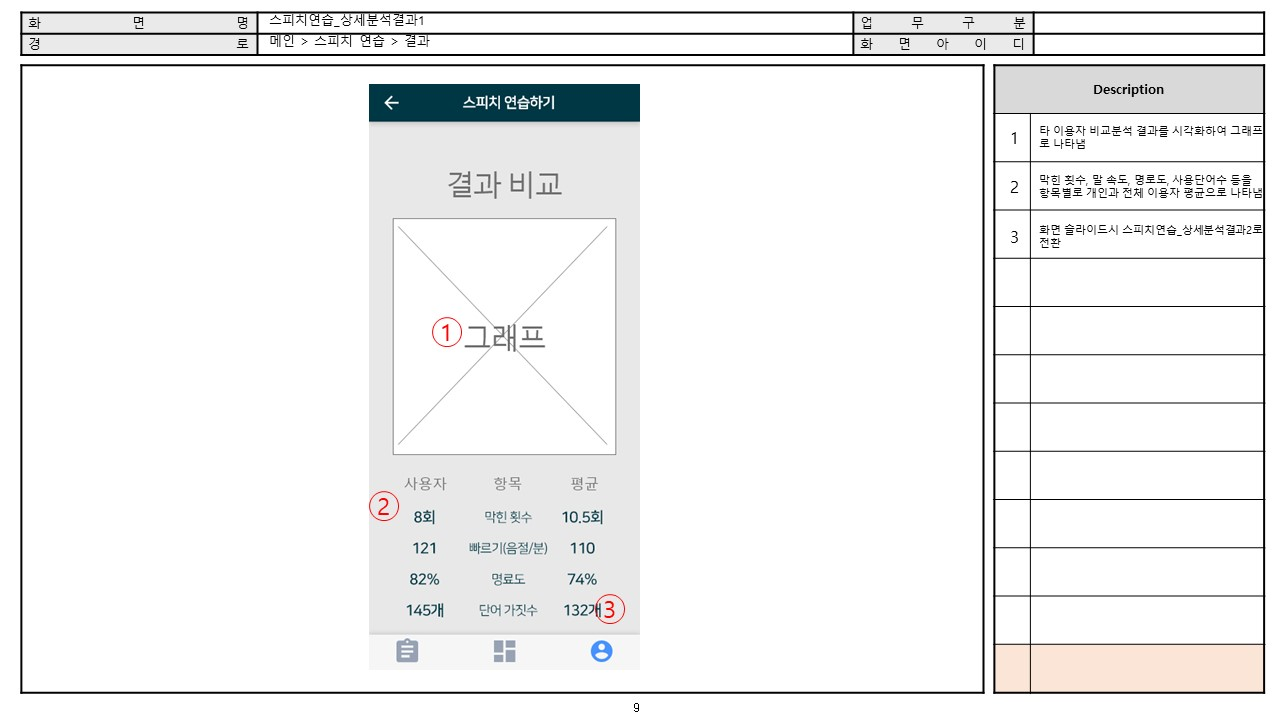 화 면 명 스피치연습_상세분석결과1 업 무 구 분
경 로 메인 > 스피치 연습 > 결과 화 면 아 이 디
스피치 연습하기
결과 비교
① 그래프
사용자 항목 평균
②
8회 막힌 횟수 10.5회
121 빠르기(음절/분) 110
82% 명료도 74%
145개 단어 가짓수 132개 ③
Description
1 타 이용자 비교분석 결과를 시각화하여 그래프
로 나타냄
2 막힌 횟수, 말 속도, 명로도, 사용단어수 등을
항목별로 개인과 전체 이용자 평균으로 나타냄
3 화면 슬라이드시 스피치연습_상세분석결과2로
전환
9